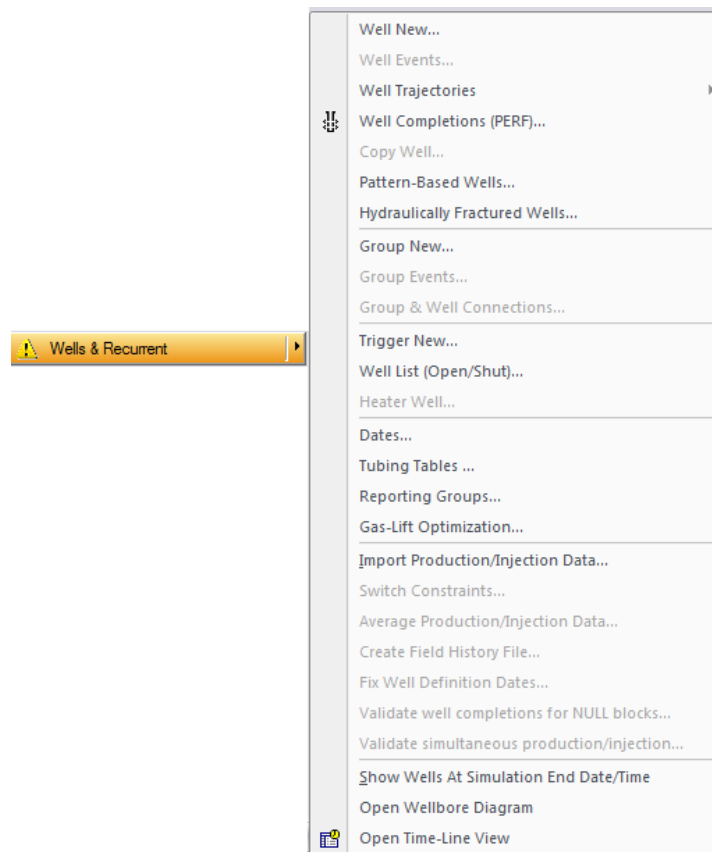 Well New...
Well Events...
Well Trajectories
Well Completions (PERF)...
Copy Well...
Pattern-Based Wells...
Hydraulically Fractured Wells...
Group New...
Group Events...
Group & Well Connections...
Wells & Recurrent
Trigger New...
Well List (Open/Shut)...
Heater Well...
Dates...
Tubing Tables ...
Reporting Groups...
Gas-Lift Optimization...
Import Production/Injection Data...
Switch Constraints...
Average Production/Injection Data...
Create Field History File...
Fix Well Definition Dates...
Validate well completions for NULL blocks...
Validate simultaneous production/injection...
Show Wells At Simulation End Date/Time
Open Wellbore Diagram
Open Time-Line View